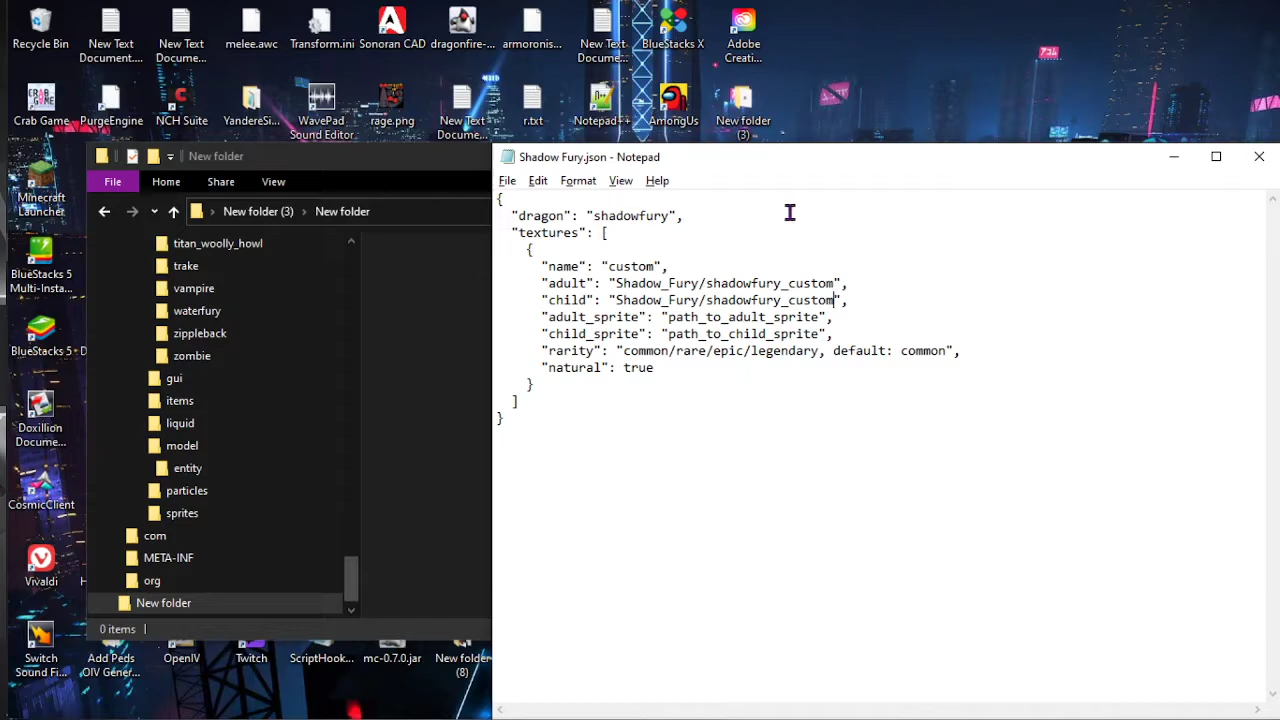 Recycle Bin
New Text Document....
New Text Docume...
melee.awc
Transform.ini
Sonoran CAD
dragonfire-...
armoronis...
New Text Docume...
BlueStacks X
Adobe Creati...
アコム
Crab Game
PurgeEngine
NCH Suite
YandereSi...
WavePad Sound Editor
rage.png
New Text Docume...
r.txt
Notepad++
AmongUs
New folder (3)
New folder
File
Home
Share
View
New folder (3)
New folder
titan_woolly_howl
trake
vampire
waterfury
zippleback
zombie
gui
items
liquid
model
entity
particles
sprites
com
META-INF
org
New folder
0 items
Minecraft Launcher
BlueStacks 5 Multi-Insta...
BlueStacks 5
Doxillion Docume...
CosmicClient
Vivaldi
Switch Sound Fi...
Add Peds OIV Gener...
OpenIV
Twitch
ScriptHook...
mc-0.7.0.jar
New folder (8)
Shadow Fury.json - Notepad
File
Edit
Format
View
Help
{
"dragon": "shadowfury",
"textures": [
{
"name": "custom",
"adult": "Shadow_Fury/shadowfury_custom",
"child": "Shadow_Fury/shadowfury_custom",
"adult_sprite": "path_to_adult_sprite",
"child_sprite": "path_to_child_sprite",
"rarity": "common/rare/epic/legendary, default: common",
"natural": true
}
]
}